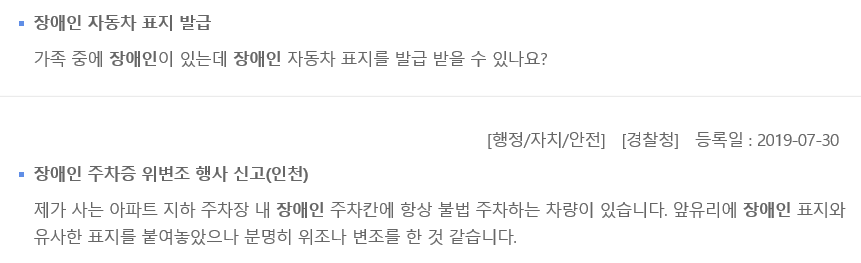 장애인 자동차 표지 발급
가족 중에 장애인이 있는데 장애인 자동차 표지를 발급 받을 수 있나요?
[행정/자치/안전] [경찰청] 등록일 : 2019-07-30
장애인 주차증 위변조 행사 신고(인천)
제가 사는 아파트 지하 주차장 내 장애인 주차칸에 항상 불법 주차하는 차량이 있습니다. 앞유리에 장애인 표지와
유사한 표지를 붙여놓았으나 분명히 위조나 변조를 한 것 같습니다.